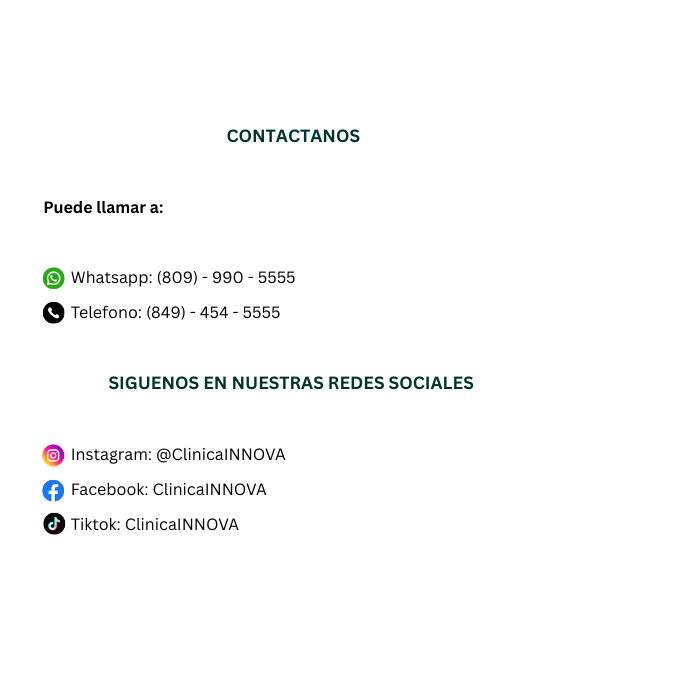 CONTACTANOS
Puede llamar a:
Whatsapp: (809) - 990 - 5555
Telefono: (849) - 454 - 5555
SIGUENOS EN NUESTRAS REDES SOCIALES
Instagram: @ClinicaINNOVA
Facebook: ClinicaINNOVA
Tiktok: ClinicaINNOVA